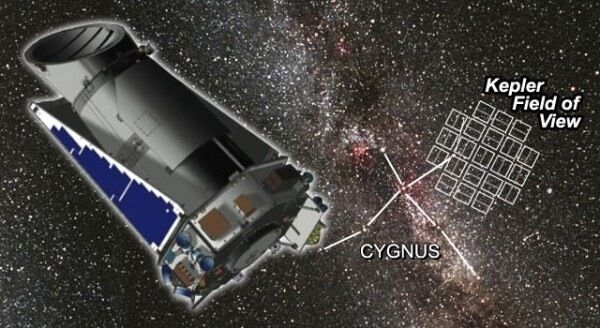 Kepler
Field of
View
CYGNUS